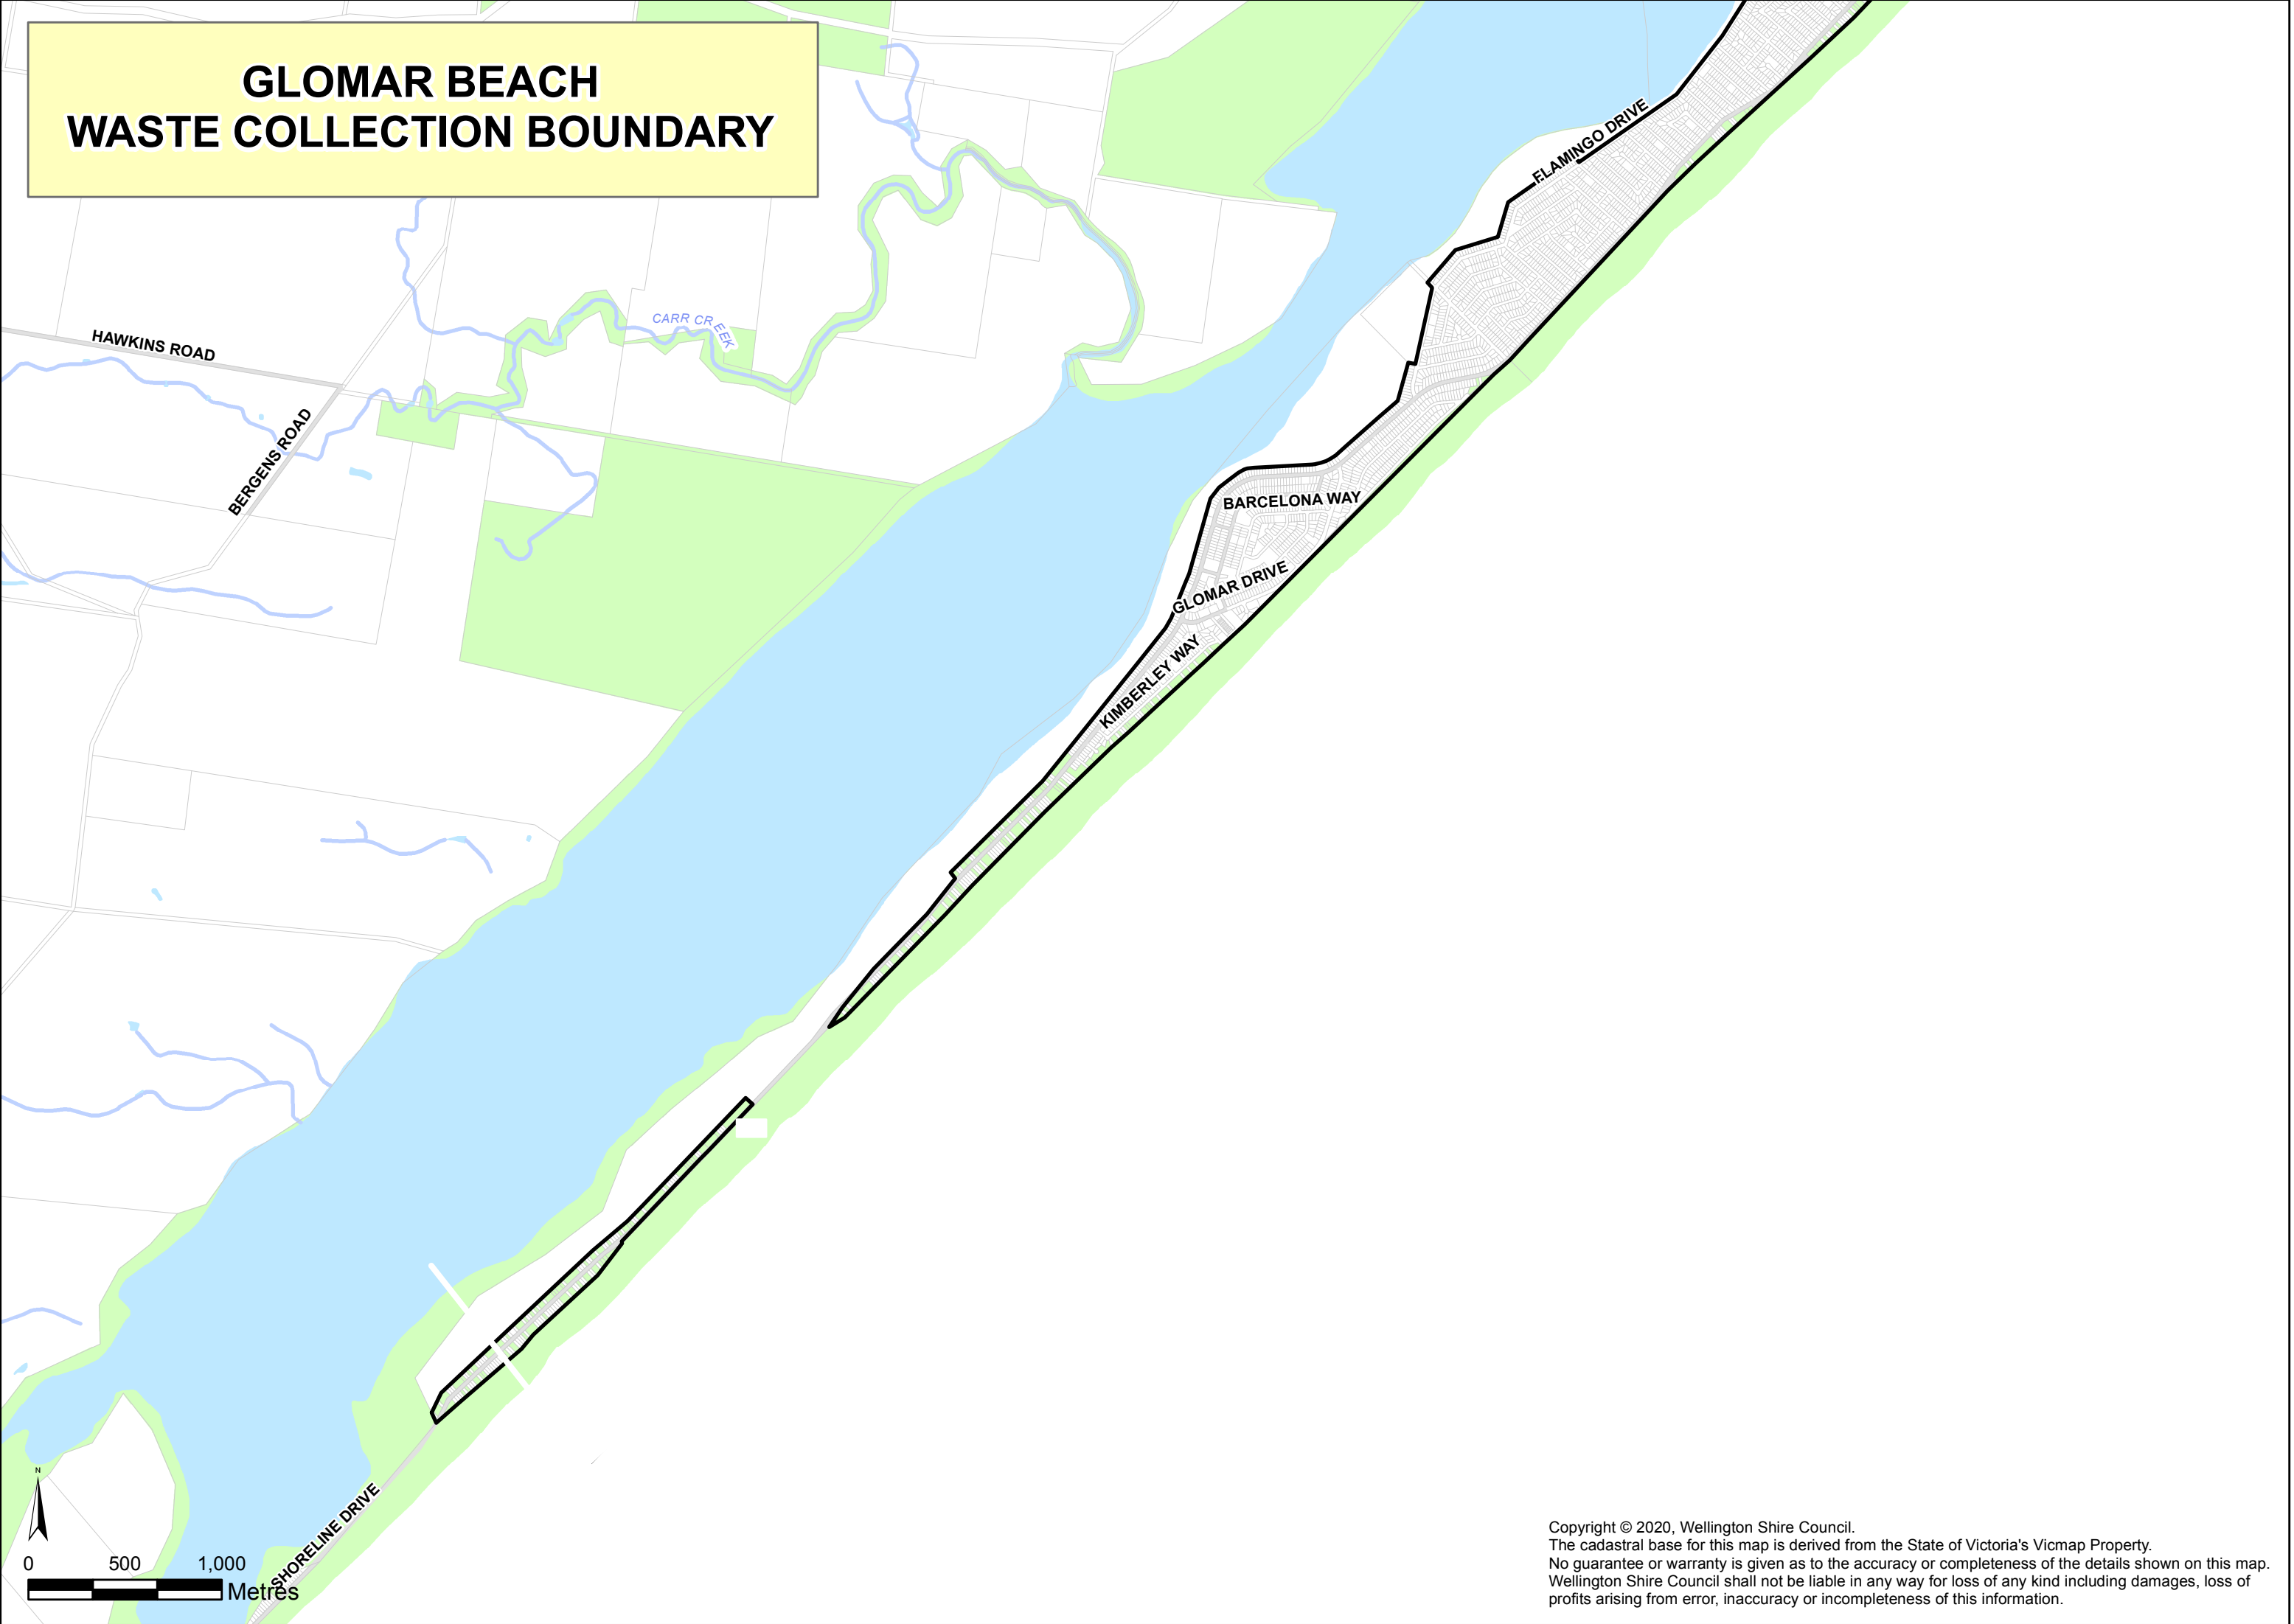 GLOMAR BEACH
WASTE COLLECTION BOUNDARY
FLAMINGO DRIVE
CARR CREEK
HAWKINS ROAD
BERGENS ROAD
BARCELONA WAY
GLOMAR DRIVE
KIMBERLEY WAY
SHORELINE DRIVE
N
0 500 1,000
Metres
Copyright © 2020, Wellington Shire Council.
The cadastral base for this map is derived from the State of Victoria's Vicmap Property.
No guarantee or warranty is given as to the accuracy or completeness of the details shown on this map.
Wellington Shire Council shall not be liable in any way for loss of any kind including damages, loss of
profits arising from error, inaccuracy or incompleteness of this information.